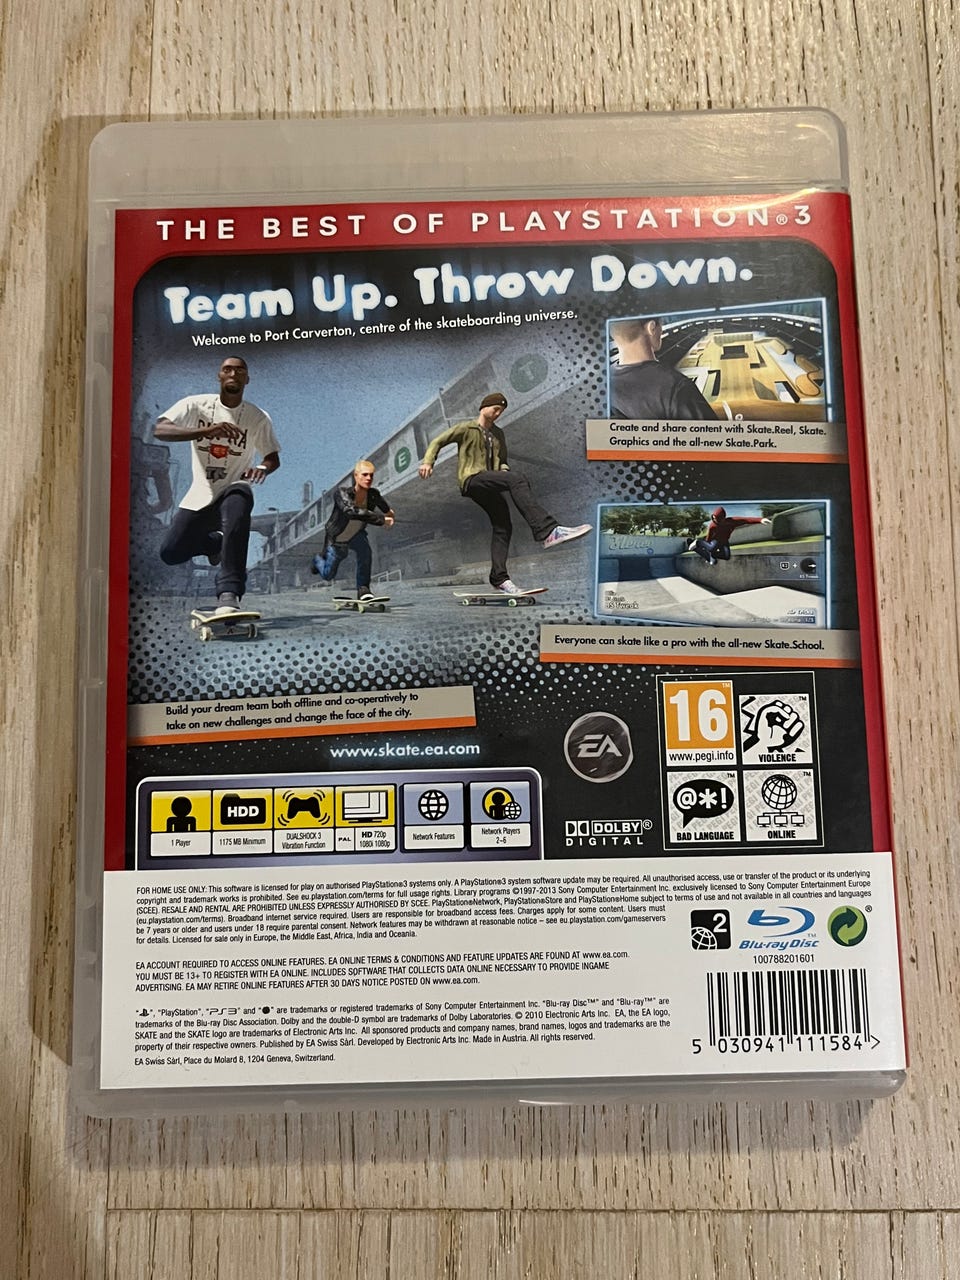 THE BEST OF PLAYSTATION® 3
Team Up. Throw Down.
Welcome to Port Carverton, centre of the skateboarding universe.
Create and share content with Skate.Reel, Skate.
Graphics and the all-new Skate.Park.
Everyone can skate like a pro with the all-new Skate.School.
Build your dream team both offline and co-operatively to
take on new challenges and change the face of the city.
www.skate.ea.com
EA
16
www.pegi.info
VIOLENCE
@*!
BAD LANGUAGE
ONLINE
DOLBY®
DIGITAL
HDD
1 Player
1175 MB Minimum
DUALSHOCK 3
Vibration Function
PAL
HD 720p
1080i 1080p
Network Features
Network Players
2-6
FOR HOME USE ONLY: This software is licensed for play on authorised PlayStation®3 systems only. A PlayStation®3 system software update may be required. All unauthorised access, use or transfer of the product or its underlying
copyright and trademark works is prohibited. See eu.playstation.com/terms for full usage rights. Library programs ©1997-2013 Sony Computer Entertainment Inc. exclusively licensed to Sony Computer Entertainment Europe
(SCEE). RESALE AND RENTAL ARE PROHIBITED UNLESS EXPRESSLY AUTHORISED BY SCEE. PlayStation®Network, PlayStation®Store and PlayStation®Home subject to terms of use and not available in all countries and languages
(eu.playstation.com/terms). Broadband internet service required. Users are responsible for broadband access fees. Charges apply for some content. Users must
be 7 years or older and users under 18 require parental consent. Network features may be withdrawn at reasonable notice – see eu.playstation.com/gameservers
for details. Licensed for sale only in Europe, the Middle East, Africa, India and Oceania.
EA ACCOUNT REQUIRED TO ACCESS ONLINE FEATURES. EA ONLINE TERMS & CONDITIONS AND FEATURE UPDATES ARE FOUND AT www.ea.com.
YOU MUST BE 13+ TO REGISTER WITH EA ONLINE. INCLUDES SOFTWARE THAT COLLECTS DATA ONLINE NECESSARY TO PROVIDE INGAME
ADVERTISING. EA MAY RETIRE ONLINE FEATURES AFTER 30 DAYS NOTICE POSTED ON www.ea.com.
"PlayStation", "PS3" and are trademarks or registered trademarks of Sony Computer Entertainment Inc. "Blu-ray Disc™" and "Blu-ray™" are
trademarks of the Blu-ray Disc Association. Dolby and the double-D symbol are trademarks of Dolby Laboratories. © 2010 Electronic Arts Inc. EA, the EA logo,
SKATE and the SKATE logo are trademarks of Electronic Arts Inc. All sponsored products and company names, brand names, logos and trademarks are the
property of their respective owners. Published by EA Swiss Sàrl. Developed by Electronic Arts Inc. Made in Austria. All rights reserved.
EA Swiss Sàrl, Place du Molard 8, 1204 Geneva, Switzerland.
2
Blu-ray Disc™
100788201601
5 030941 111584 >